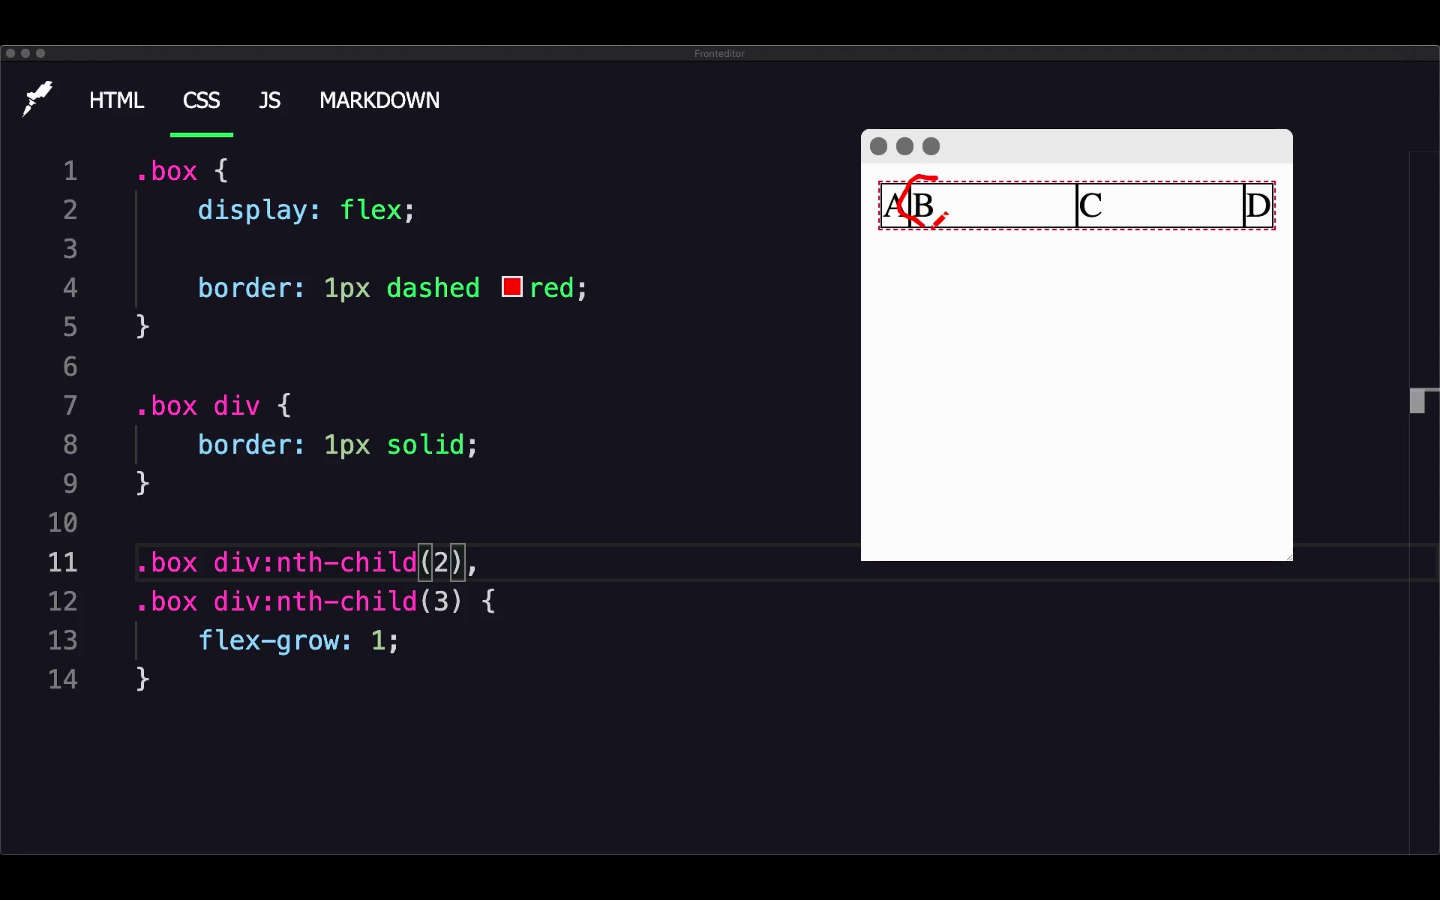 Fronteditor
HTML CSS JS MARKDOWN
1 .box {
2 display: flex;
3
4 border: 1px dashed red;
5 }
6
7 .box div {
8 border: 1px solid;
9 }
10
11 .box div:nth-child(2),
12 .box div:nth-child(3) {
13 flex-grow: 1;
14 }
A B C D